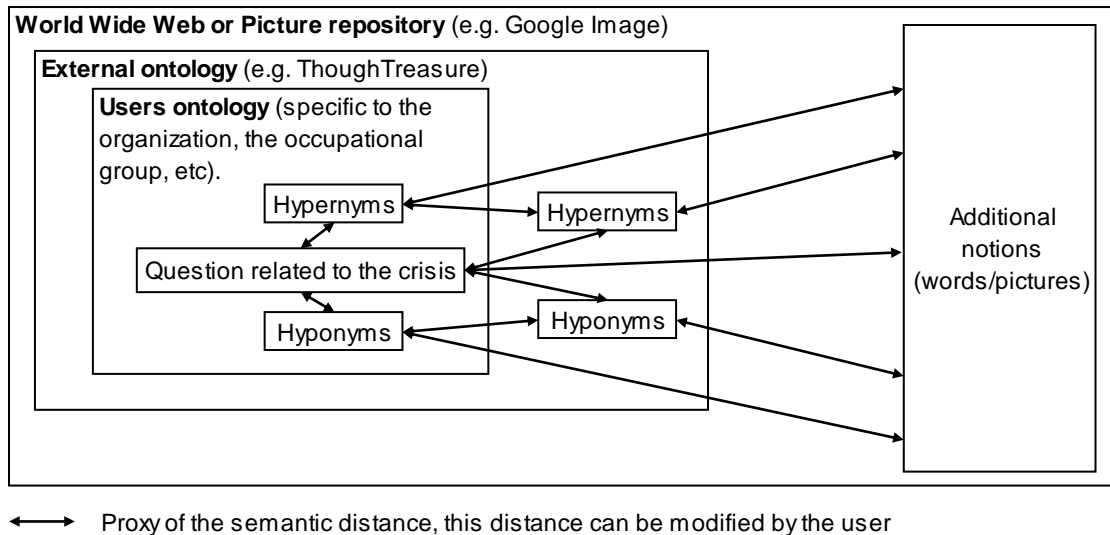 World Wide Web or Picture repository (e.g. Google Image)
External ontology (e.g. ThoughTreasure)
Users ontology (specific to the
organization, the occupational
group, etc).
Hypernyms
Hypernyms
Question related to the crisis
Hyponyms
Hyponyms
Additional
notions
(words/pictures)
Proxy of the semantic distance, this distance can be modified by the user